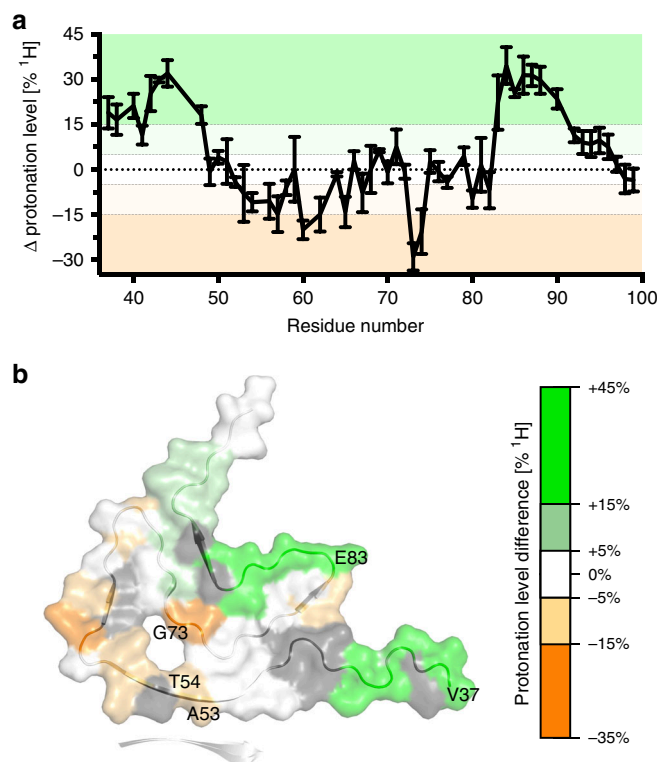 a
45
30
15
0
−15
−30
Δ protonation level [% ¹H]
40 50 60 70 80 90 100
Residue number
b
E83
G73
T54
A53
V37
Protonation level difference [% ¹H]
+45%
+15%
+5%
0%
−5%
−15%
−35%